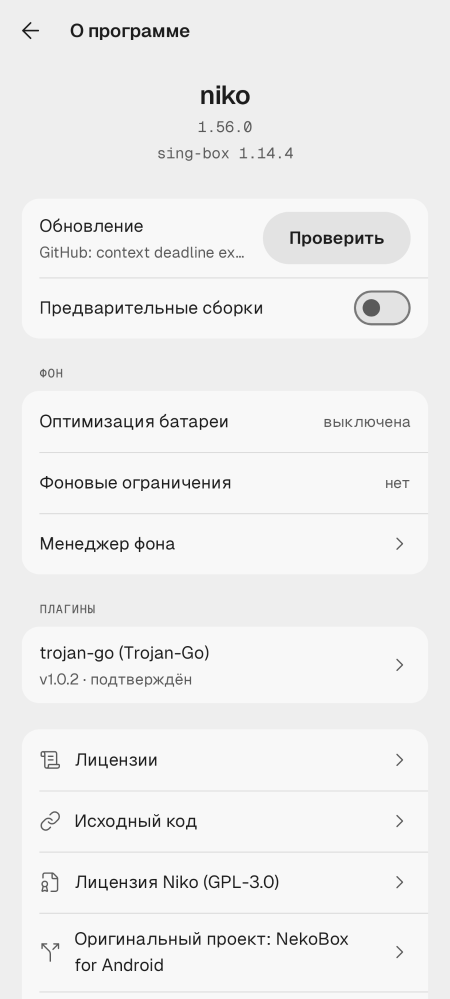 О программе
niko
1.56.0
sing-box 1.14.4
Обновление
GitHub: context deadline ex…
Проверить
Предварительные сборки
ФОН
Оптимизация батареи
выключена
Фоновые ограничения
нет
Менеджер фона
ПЛАГИНЫ
trojan-go (Trojan-Go)
v1.0.2 · подтверждён
Лицензии
Исходный код
Лицензия Niko (GPL-3.0)
Оригинальный проект: NekoBox
for Android